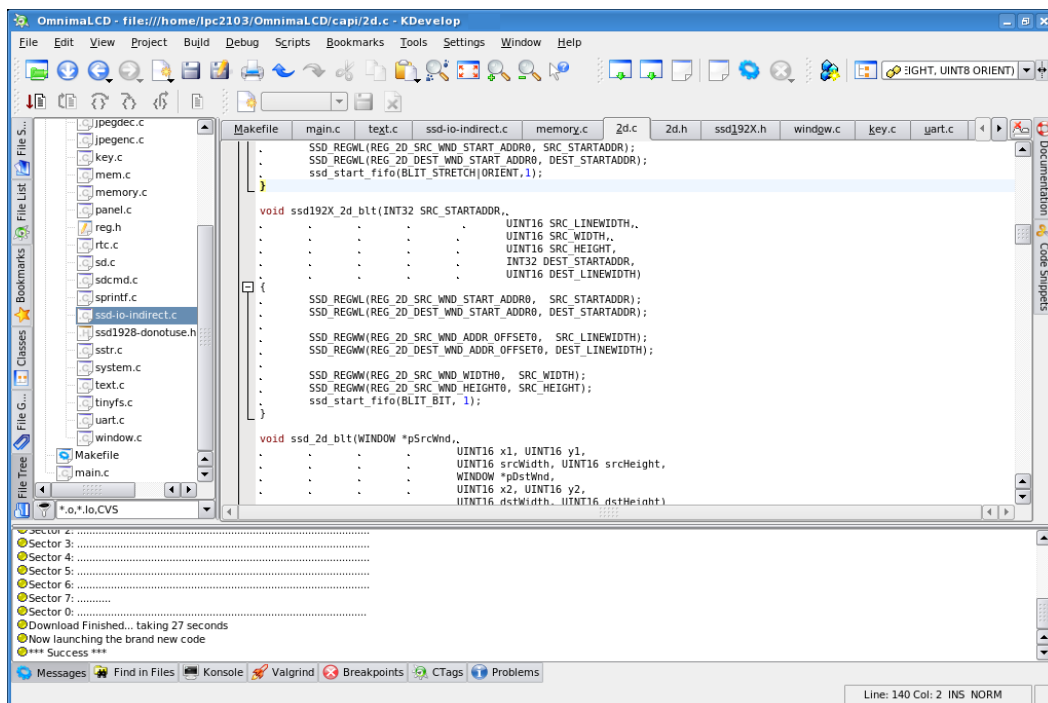 OmnimaLCD - file:///home/lpc2103/OmnimaLCD/capi/2d.c - KDevelop
File Edit View Project Build Debug Scripts Bookmarks Tools Settings Window Help
EIGHT, UINT8 ORIENT)
File S...
File List
Bookmarks
Classes
File G...
File Tree
jpegdec.c
jpegenc.c
key.c
mem.c
memory.c
panel.c
reg.h
rtc.c
sd.c
sdcmd.c
sprintf.c
ssd-io-indirect.c
ssd1928-donotuse.h
sstr.c
system.c
text.c
tinyfs.c
uart.c
window.c
Makefile
main.c
*.o,*.lo,CVS
Makefile main.c text.c ssd-io-indirect.c memory.c 2d.c 2d.h ssd192X.h window.c key.c uart.c
SSD_REGWL(REG_2D_SRC_WND_START_ADDR0, SRC_STARTADDR);
SSD_REGWL(REG_2D_DEST_WND_START_ADDR0, DEST_STARTADDR);
ssd_start_fifo(BLIT_STRETCH|ORIENT,1);
}
void ssd192X_2d_blt(INT32 SRC_STARTADDR,
UINT16 SRC_LINEWIDTH,
UINT16 SRC_WIDTH,
UINT16 SRC_HEIGHT,
INT32 DEST_STARTADDR,
UINT16 DEST_LINEWIDTH)
{
SSD_REGWL(REG_2D_SRC_WND_START_ADDR0, SRC_STARTADDR);
SSD_REGWL(REG_2D_DEST_WND_START_ADDR0, DEST_STARTADDR);
SSD_REGWW(REG_2D_SRC_WND_ADDR_OFFSET0, SRC_LINEWIDTH);
SSD_REGWW(REG_2D_DEST_WND_ADDR_OFFSET0, DEST_LINEWIDTH);
SSD_REGWW(REG_2D_SRC_WND_WIDTH0, SRC_WIDTH);
SSD_REGWW(REG_2D_SRC_WND_HEIGHT0, SRC_HEIGHT);
ssd_start_fifo(BLIT_BIT, 1);
}
void ssd_2d_blt(WINDOW *pSrcWnd,
UINT16 x1, UINT16 y1,
UINT16 srcWidth, UINT16 srcHeight,
WINDOW *pDstWnd,
UINT16 x2, UINT16 y2,
UINT16 dstWidth, UINT16 dstHeight)
Documentation
Code Snippets
Sector 2: ....................................................................................
Sector 3: ....................................................................................
Sector 4: ....................................................................................
Sector 5: ....................................................................................
Sector 6: ....................................................................................
Sector 7: ..........
Sector 0: ....................................................................................
Download Finished... taking 27 seconds
Now launching the brand new code
*** Success ***
Messages Find in Files Konsole Valgrind Breakpoints CTags Problems
Line: 140 Col: 2 INS NORM